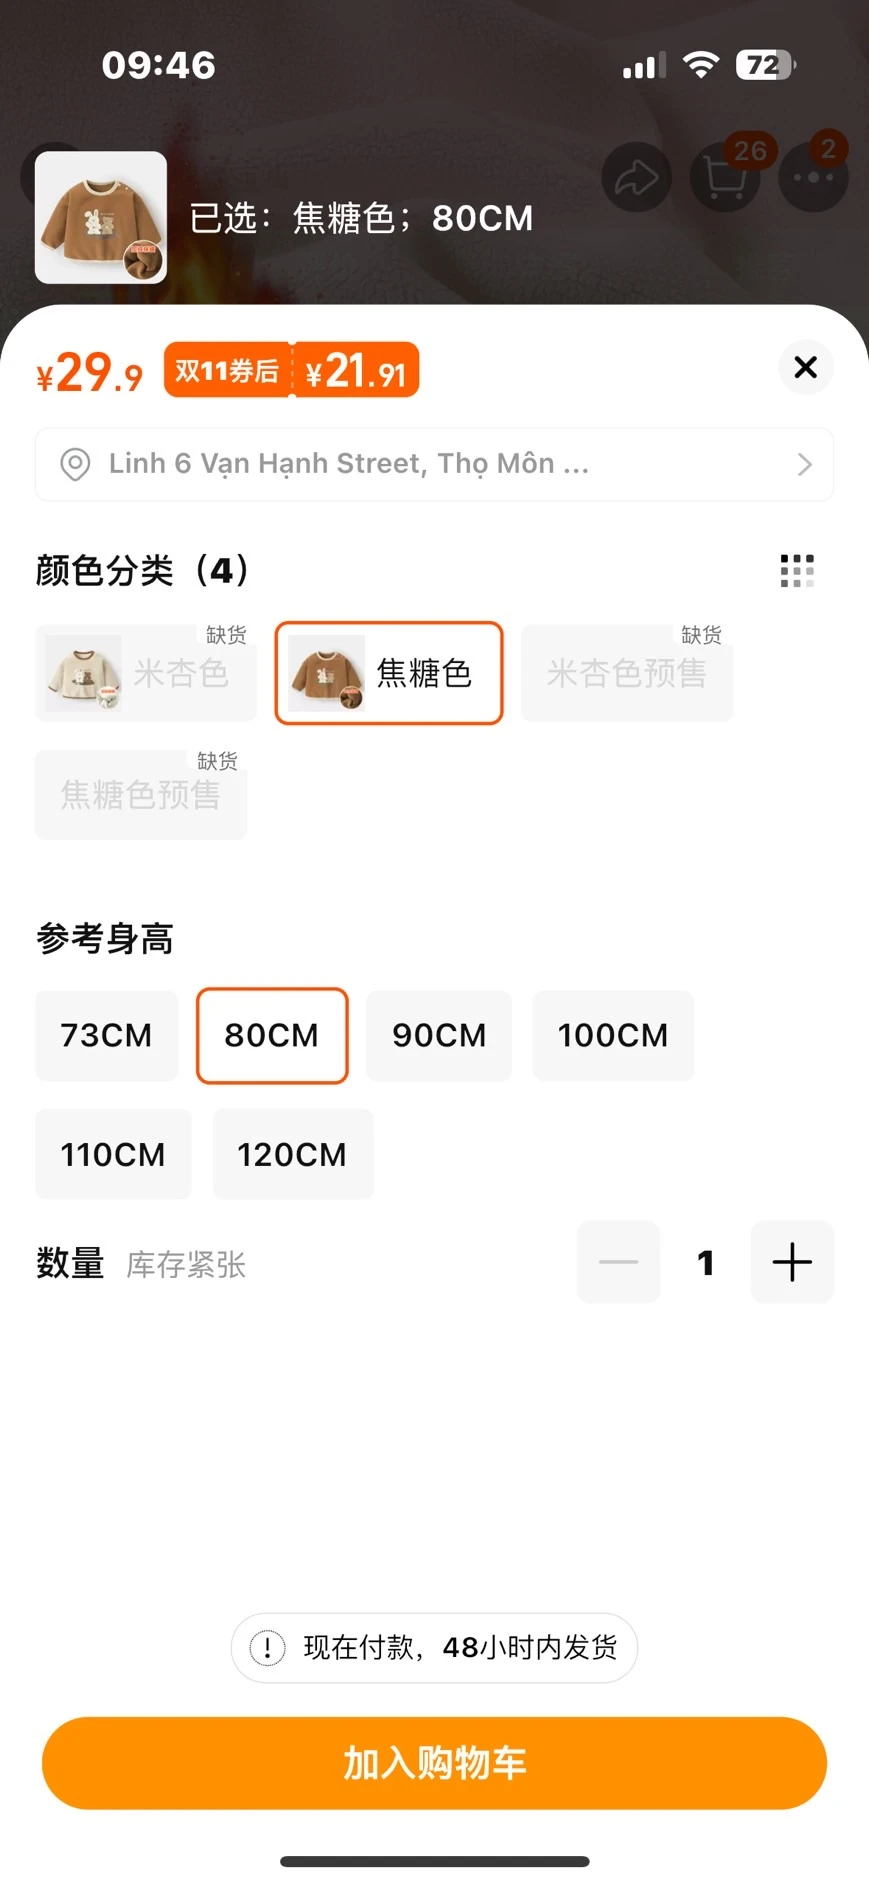 09:46
72
26
2
已选：焦糖色；80CM
¥29.9 双11券后 ¥21.91
Linh 6 Vạn Hạnh Street, Thọ Môn ...
颜色分类（4）
缺货
米杏色
焦糖色
缺货
米杏色预售
缺货
焦糖色预售
参考身高
73CM 80CM 90CM 100CM
110CM 120CM
数量 库存紧张 1
现在付款，48小时内发货
加入购物车